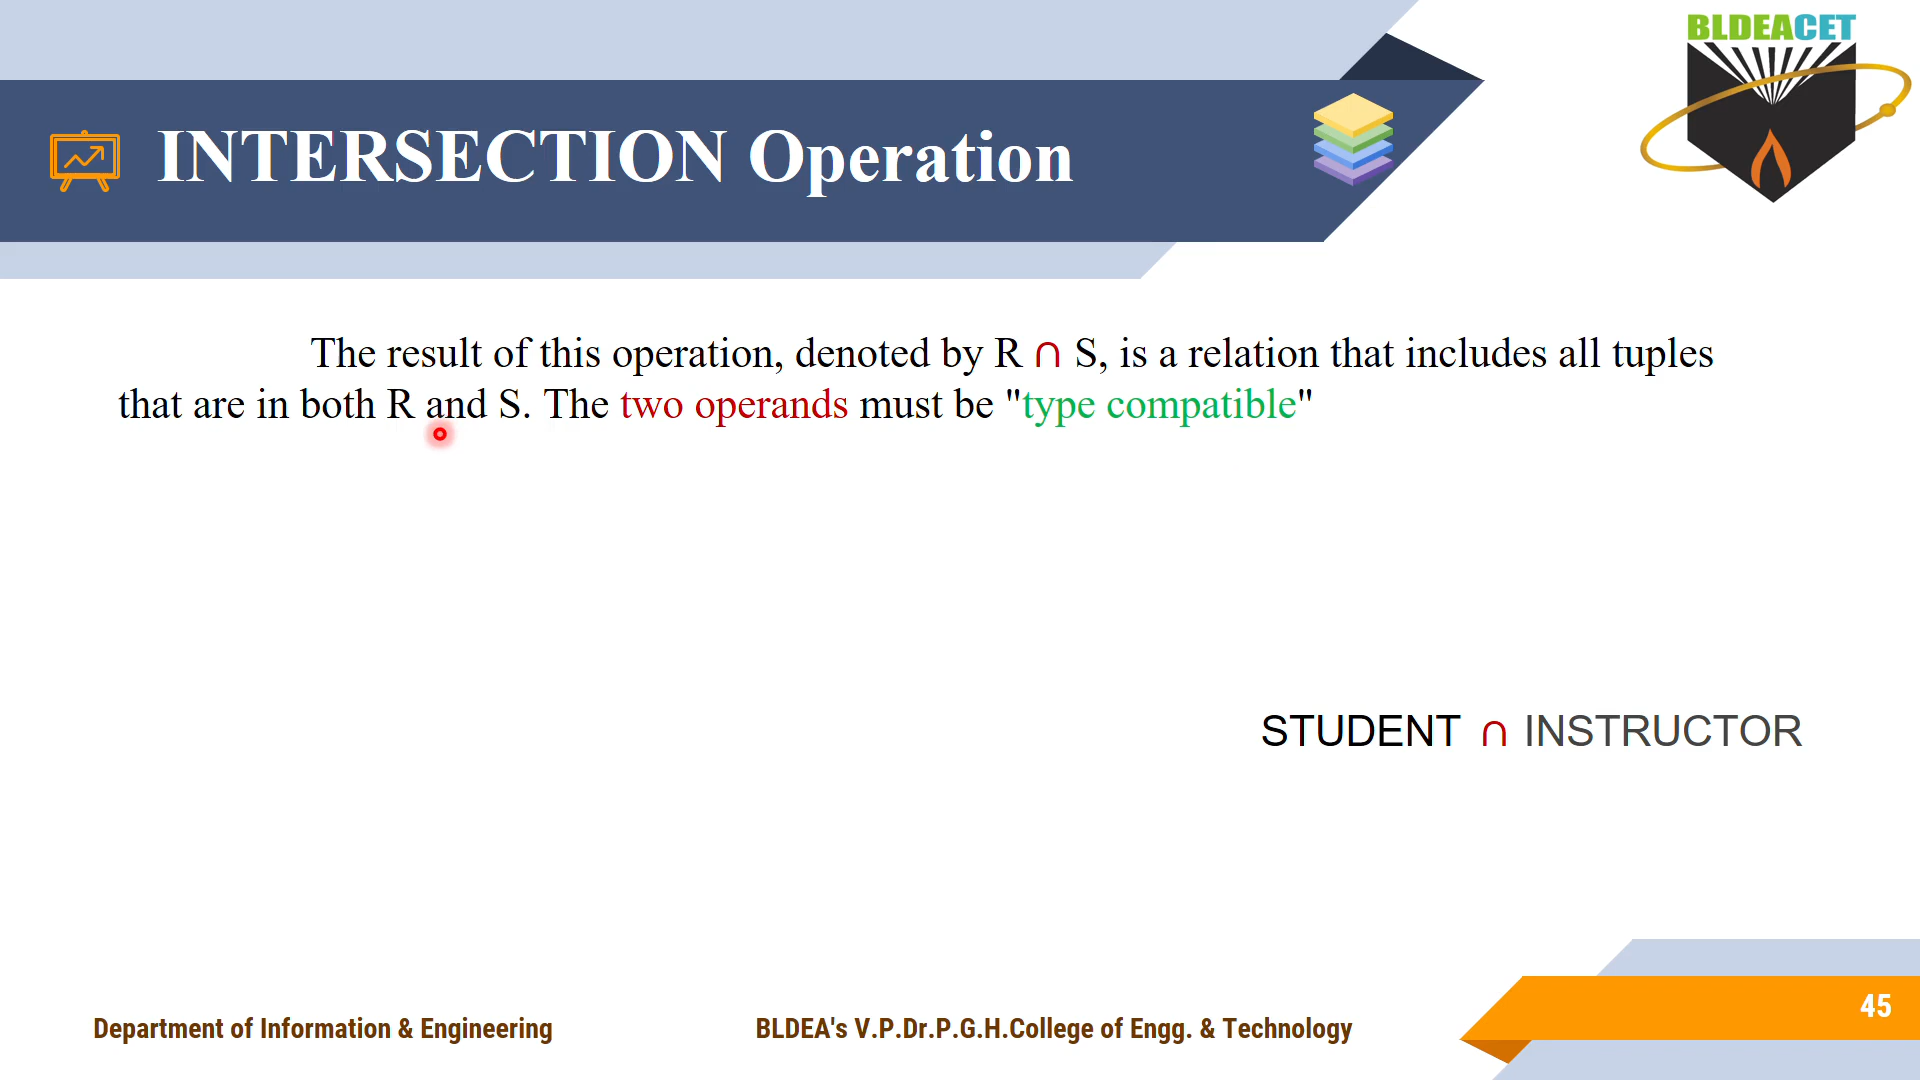 BLDEACET
INTERSECTION Operation
The result of this operation, denoted by R ∩ S, is a relation that includes all tuples
that are in both R and S. The two operands must be "type compatible"
STUDENT ∩ INSTRUCTOR
45
Department of Information & Engineering BLDEA's V.P.Dr.P.G.H.College of Engg. & Technology